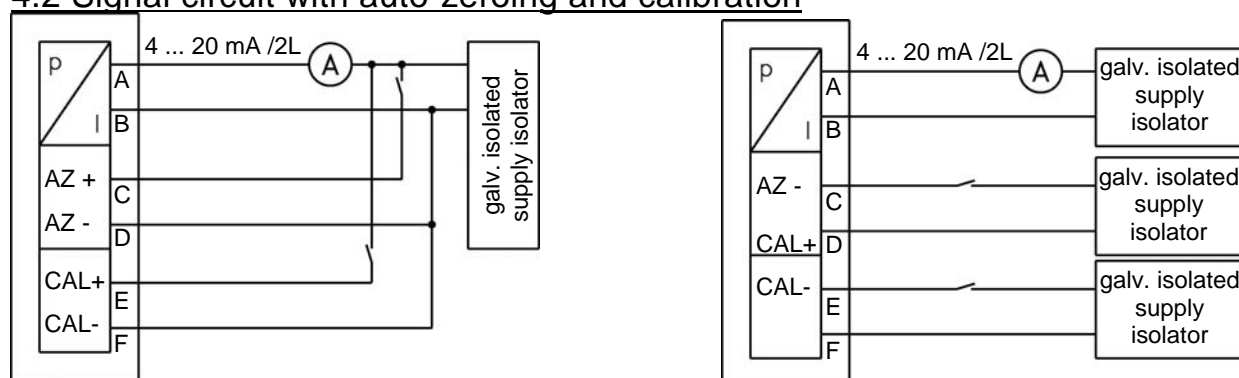 4.2 Signal circuit with auto-zeroing and calibration
4 ... 20 mA /2L
p
A
A
I
B
AZ +
C
AZ -
D
CAL+
E
CAL-
F
galv. isolated
supply isolator
4 ... 20 mA /2L
p
A
A
I
B
AZ -
C
CAL+
D
CAL-
E
F
galv. isolated
supply
isolator
galv. isolated
supply
isolator
galv. isolated
supply
isolator